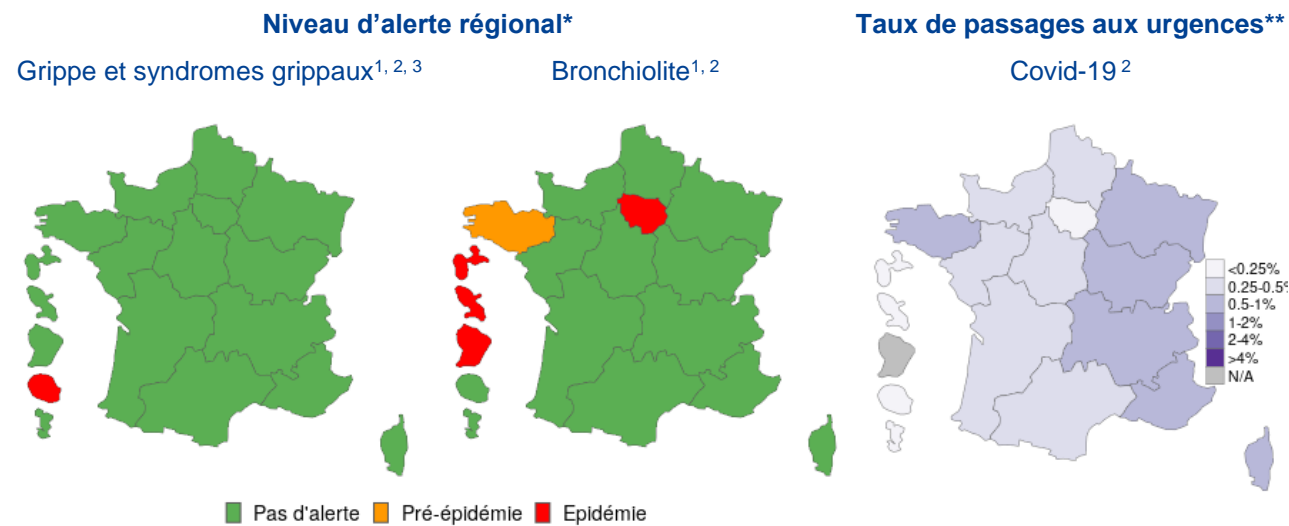 Niveau d'alerte régional*
Taux de passages aux urgences**
Grippe et syndromes grippaux1, 2, 3
Bronchiolite1, 2
Covid-19 2
<0.25%
0.25-0.5%
0.5-1%
1-2%
2-4%
>4%
N/A
Pas d'alerte
Pré-épidémie
Epidémie